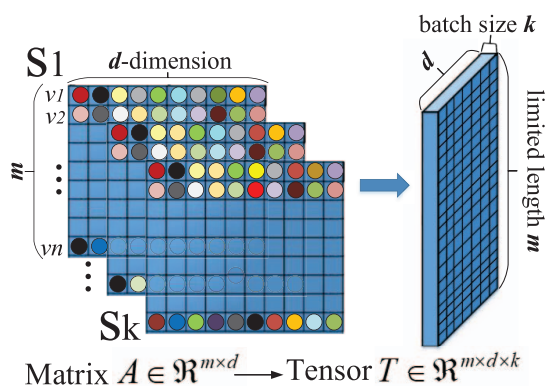 batch size k
S1
d-dimension
d
v1
v2
m
⋮
limited length m
vn
⋮
Sk
Matrix A ∈ ℜ^{m×d} → Tensor T ∈ ℜ^{m×d×k}